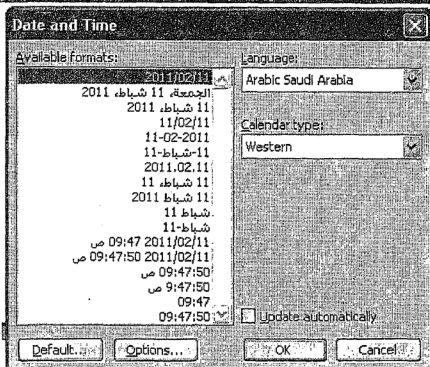 Date and Time
Available formats:
2011/02/11
الجمعة، 11 شباط، 2011
11 شباط، 2011
11/02/11
11-02-2011
11-شباط-11
2011.02.11
11 شباط، 11
11 شباط 2011
شباط 11
شباط-11
2011/02/11 09:47 ص
2011/02/11 09:47:50 ص
09:47:50 ص
9:47:50 ص
09:47
09:47:50
Language:
Arabic Saudi Arabia
Calendar type:
Western
Update automatically
Default...
Options...
OK
Cancel